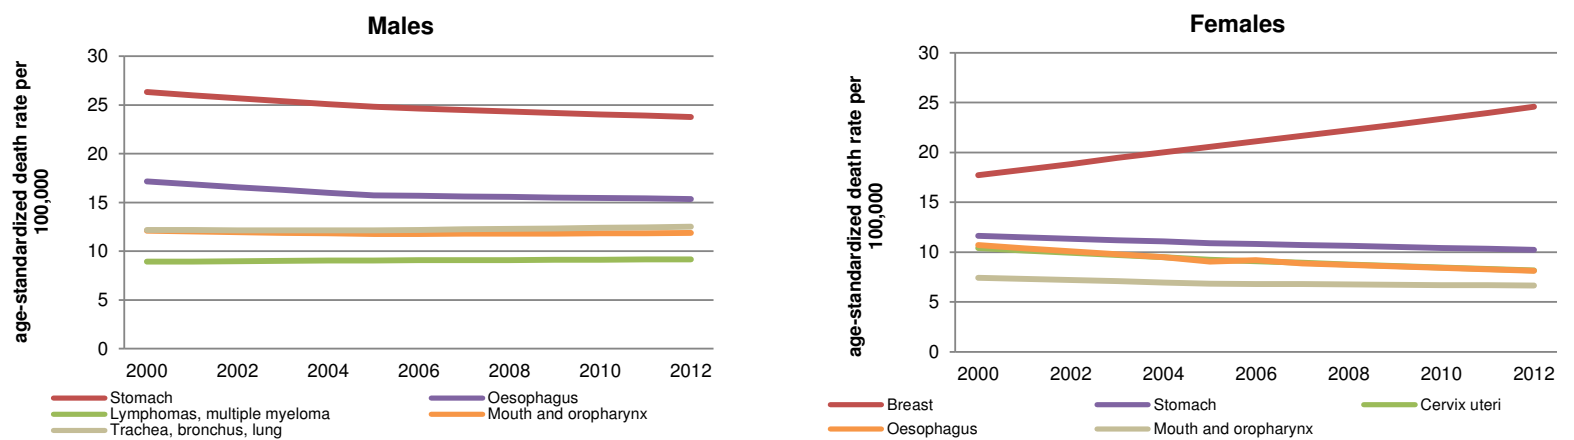 Males
age-standardized death rate per
100,000
30
25
20
15
10
5
0
2000 2002 2004 2006 2008 2010 2012
Stomach Oesophagus
Lymphomas, multiple myeloma Mouth and oropharynx
Trachea, bronchus, lung
Females
age-standardized death rate per
100,000
30
25
20
15
10
5
0
2000 2002 2004 2006 2008 2010 2012
Breast Stomach Cervix uteri
Oesophagus Mouth and oropharynx